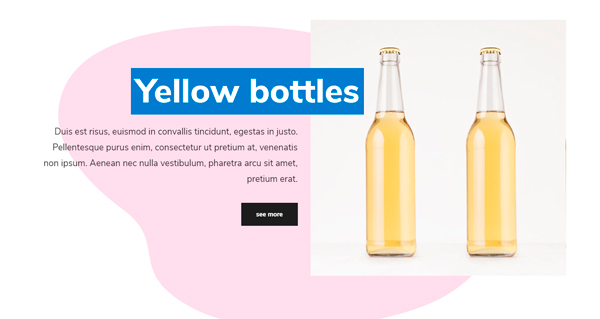 Yellow bottles
Duis est risus, euismod in convallis tincidunt, egestas in justo.
Pellentesque purus enim, consectetur ut pretium at, venenatis
non ipsum. Aenean nec nulla vestibulum, pharetra arcu sit amet,
pretium erat.
see more